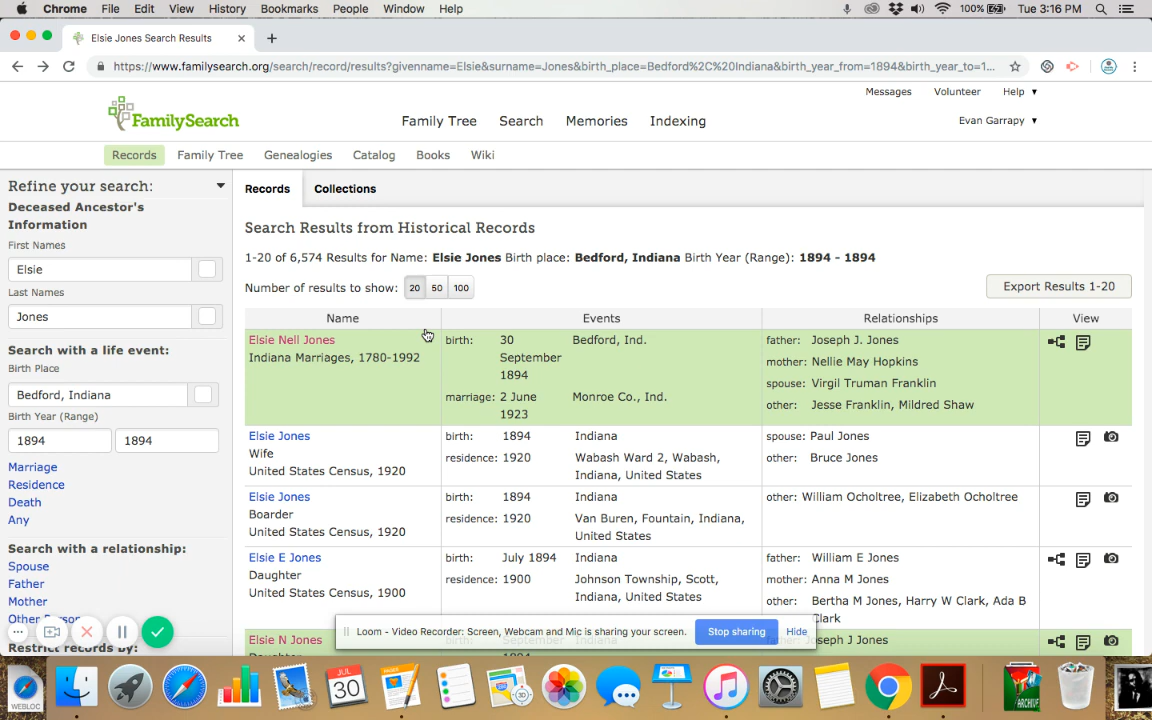 Chrome File Edit View History Bookmarks People Window Help 100% Tue 3:16 PM
Elsie Jones Search Results
https://www.familysearch.org/search/record/results?givenname=Elsie&surname=Jones&birth_place=Bedford%2C%20Indiana&birth_year_from=1894&birth_year_to=1...
Messages Volunteer Help
FamilySearch Family Tree Search Memories Indexing Evan Garrapy
Records Family Tree Genealogies Catalog Books Wiki
Refine your search:
Deceased Ancestor's
Information
First Names
Elsie
Last Names
Jones
Search with a life event:
Birth Place
Bedford, Indiana
Birth Year (Range)
1894 1894
Marriage
Residence
Death
Any
Search with a relationship:
Spouse
Father
Mother
Other Person
Restrict records by:
Records Collections
Search Results from Historical Records
1-20 of 6,574 Results for Name: Elsie Jones Birth place: Bedford, Indiana Birth Year (Range): 1894 - 1894
Number of results to show: 20 50 100 Export Results 1-20
Name Events Relationships View
Elsie Nell Jones
Indiana Marriages, 1780-1992
birth: 30 September 1894 Bedford, Ind.
marriage: 2 June 1923 Monroe Co., Ind.
father: Joseph J. Jones
mother: Nellie May Hopkins
spouse: Virgil Truman Franklin
other: Jesse Franklin, Mildred Shaw
Elsie Jones
Wife
United States Census, 1920
birth: 1894 Indiana
residence: 1920 Wabash Ward 2, Wabash,
Indiana, United States
spouse: Paul Jones
other: Bruce Jones
Elsie Jones
Boarder
United States Census, 1920
birth: 1894 Indiana
residence: 1920 Van Buren, Fountain, Indiana,
United States
other: William Ocholtree, Elizabeth Ocholtree
Elsie E Jones
Daughter
United States Census, 1900
birth: July 1894 Indiana
residence: 1900 Johnson Township, Scott,
Indiana, United States
father: William E Jones
mother: Anna M Jones
other: Bertha M Jones, Harry W Clark, Ada B
Clark
Elsie N Jones
father: Joseph J Jones
Loom - Video Recorder: Screen, Webcam and Mic is sharing your screen. Stop sharing Hide
WEBLOC
JUL
30
PAGES
ARCHIVE